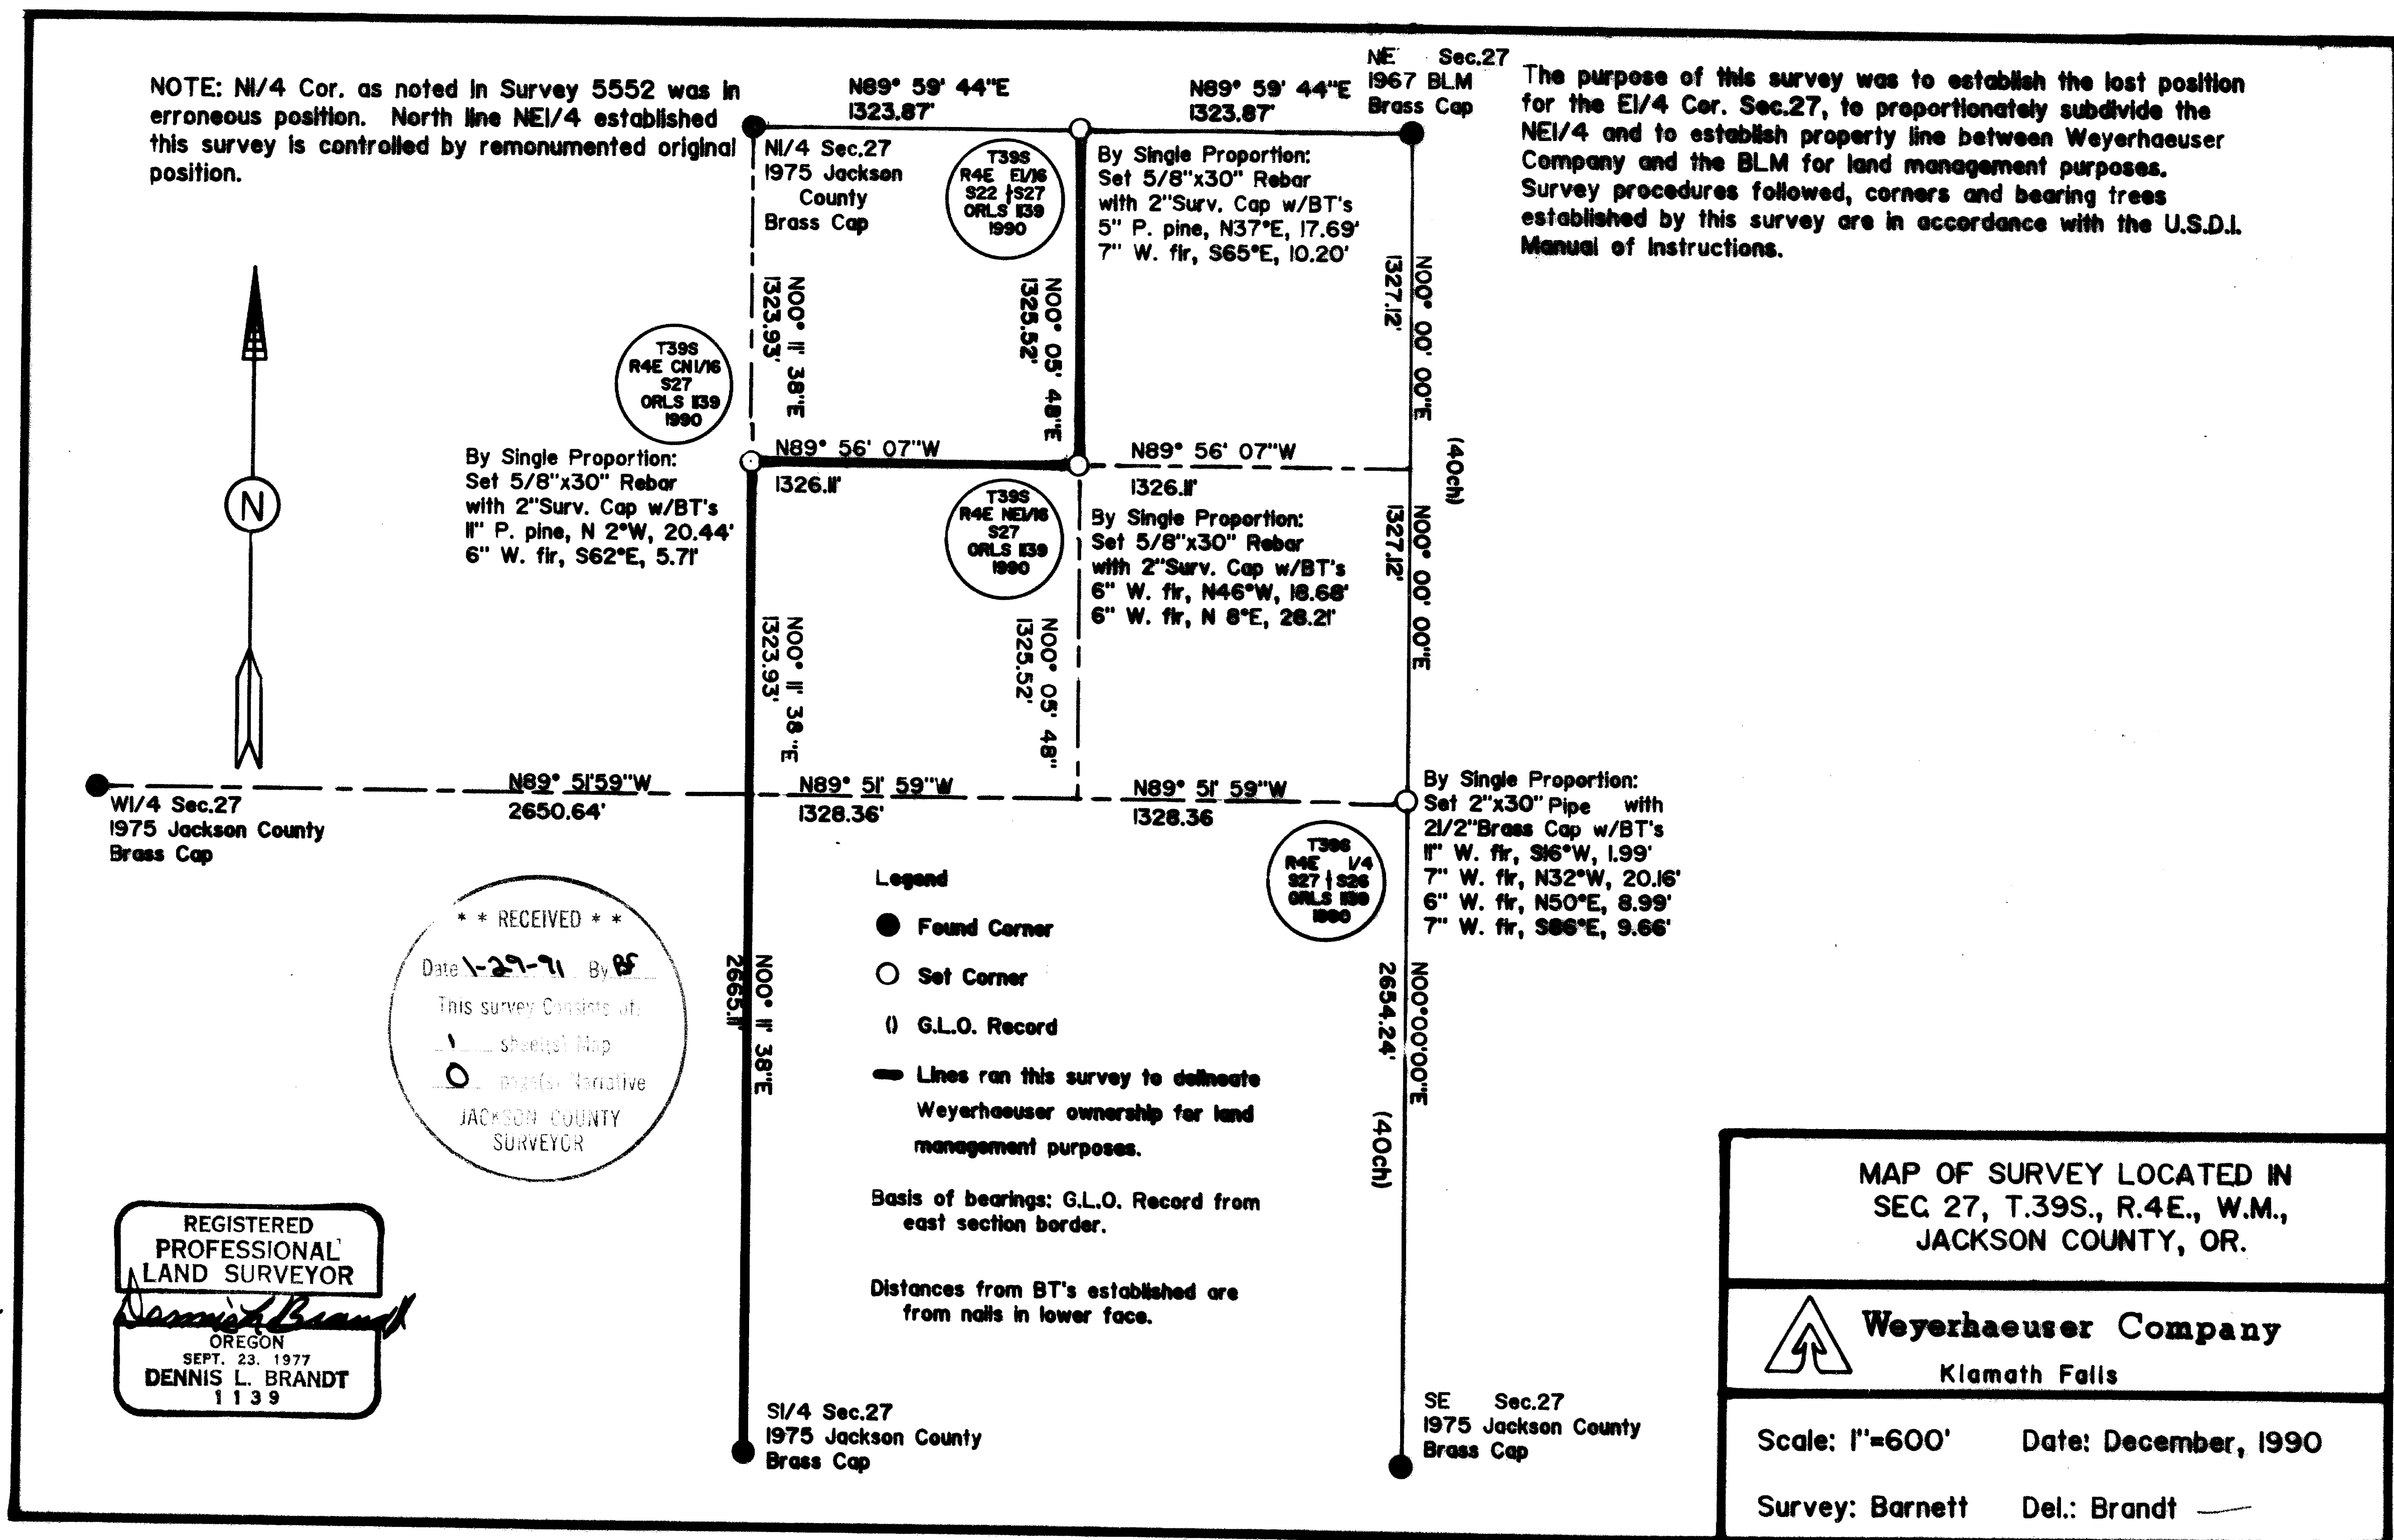 NOTE: N1/4 Cor. as noted in Survey 5552 was in
erroneous position. North line NE1/4 established
this survey is controlled by remonumented original
position.
N89° 59' 44"E
1323.87'
N89° 59' 44"E
1323.87'
NE Sec.27
1967 BLM
Brass Cap
The purpose of this survey was to establish the lost position
for the E1/4 Cor. Sec.27, to proportionately subdivide the
NE1/4 and to establish property line between Weyerhaeuser
Company and the BLM for land management purposes.
Survey procedures followed, corners and bearing trees
established by this survey are in accordance with the U.S.D.I.
Manual of Instructions.
N1/4 Sec.27
1975 Jackson
County
Brass Cap
T39S
R4E E1/16
S22 S27
ORLS 1139
1990
By Single Proportion:
Set 5/8"x30" Rebar
with 2"Surv. Cap w/BT's
5" P. pine, N37°E, 17.69'
7" W. fir, S65°E, 10.20'
N00° 11' 38"E
1323.93'
N00° 05' 48"E
1325.52'
N00° 00' 00"E
1327.12'
T39S
R4E CN1/16
S27
ORLS 1139
1990
By Single Proportion:
Set 5/8"x30" Rebar
with 2"Surv. Cap w/BT's
11" P. pine, N 2°W, 20.44'
6" W. fir, S62°E, 5.71'
N
N89° 56' 07"W
1326.11'
N89° 56' 07"W
1326.11'
(40ch)
T39S
R4E NE1/16
S27
ORLS 1139
1990
By Single Proportion:
Set 5/8"x30" Rebar
with 2"Surv. Cap w/BT's
6" W. fir, N46°W, 18.68'
6" W. fir, N 8°E, 28.21'
N00° 00' 00"E
1327.12'
N00° 11' 38"E
1323.93'
N00° 05' 48"
1325.52'
W1/4 Sec.27
1975 Jackson County
Brass Cap
N89° 51'59"W
2650.64'
N89° 51' 59"W
1328.36'
N89° 51' 59"W
1328.36
By Single Proportion:
Set 2"x30" Pipe with
21/2"Brass Cap w/BT's
11" W. fir, S16°W, 1.99'
7" W. fir, N32°W, 20.16'
6" W. fir, N50°E, 8.99'
7" W. fir, S86°E, 9.66'
T39S
R4E 1/4
S27 S26
ORLS 1139
1990
* * RECEIVED * *
Date 1-29-91 By BF
This survey Consists of:
1 sheet(s) Map
0 page(s) Narrative
JACKSON COUNTY
SURVEYOR
N00° 11' 38"E
2665.11'
Legend
Found Corner
Set Corner
() G.L.O. Record
Lines ran this survey to delineate
Weyerhaeuser ownership for land
management purposes.
Basis of bearings: G.L.O. Record from
east section border.
Distances from BT's established are
from nails in lower face.
N00°00'00"E
2654.24'
(40ch)
REGISTERED
PROFESSIONAL
LAND SURVEYOR
Dennis L Brandt
OREGON
SEPT. 23. 1977
DENNIS L. BRANDT
1139
S1/4 Sec.27
1975 Jackson County
Brass Cap
SE Sec.27
1975 Jackson County
Brass Cap
MAP OF SURVEY LOCATED IN
SEC. 27, T.39S., R.4E., W.M.,
JACKSON COUNTY, OR.
Weyerhaeuser Company
Klamath Falls
Scale: 1"=600' Date: December, 1990
Survey: Barnett Del.: Brandt